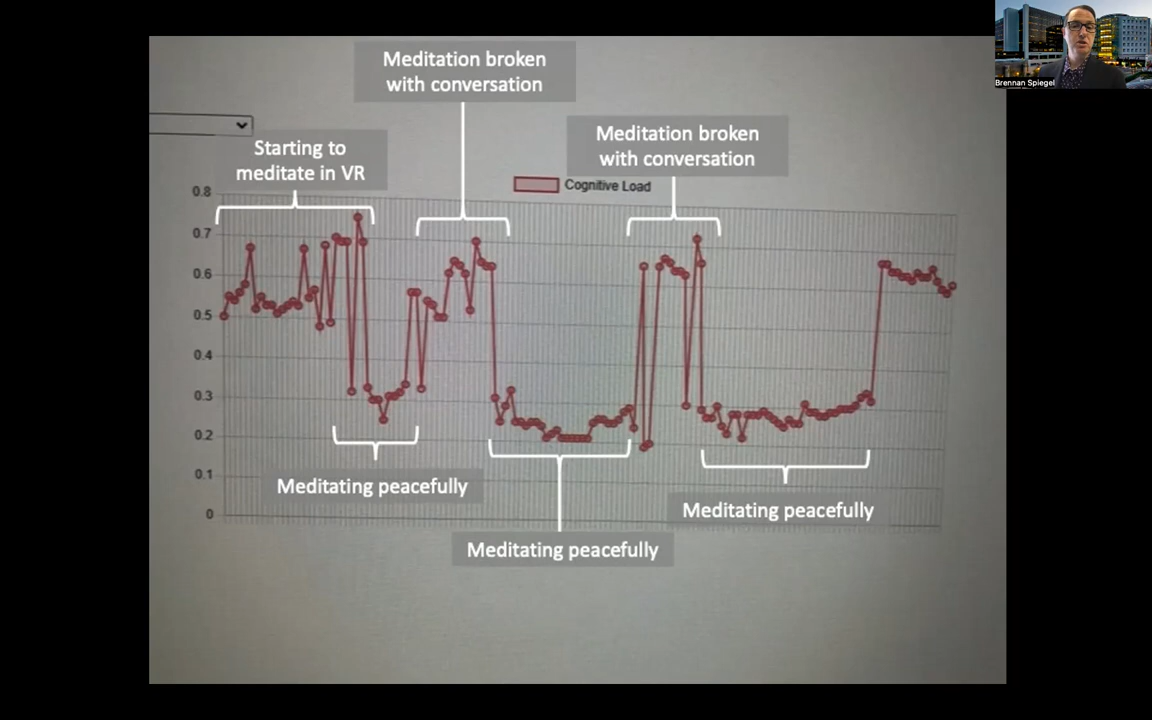 Brennan Spiegel
Meditation broken
with conversation
Meditation broken
with conversation
Starting to
meditate in VR
Cognitive Load
0.8
0.7
0.6
0.5
0.4
0.3
0.2
0.1
0
Meditating peacefully
Meditating peacefully
Meditating peacefully